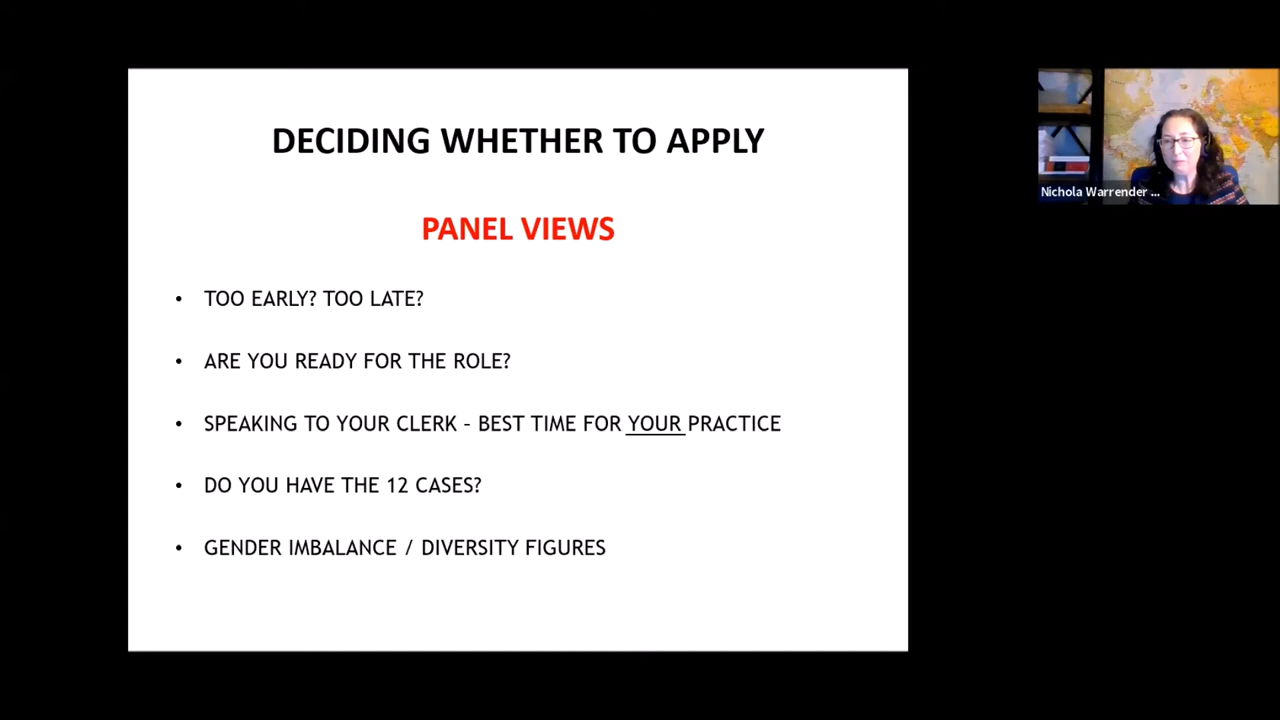 DECIDING WHETHER TO APPLY
PANEL VIEWS
• TOO EARLY? TOO LATE?
• ARE YOU READY FOR THE ROLE?
• SPEAKING TO YOUR CLERK – BEST TIME FOR YOUR PRACTICE
• DO YOU HAVE THE 12 CASES?
• GENDER IMBALANCE / DIVERSITY FIGURES
Nichola Warrender ...